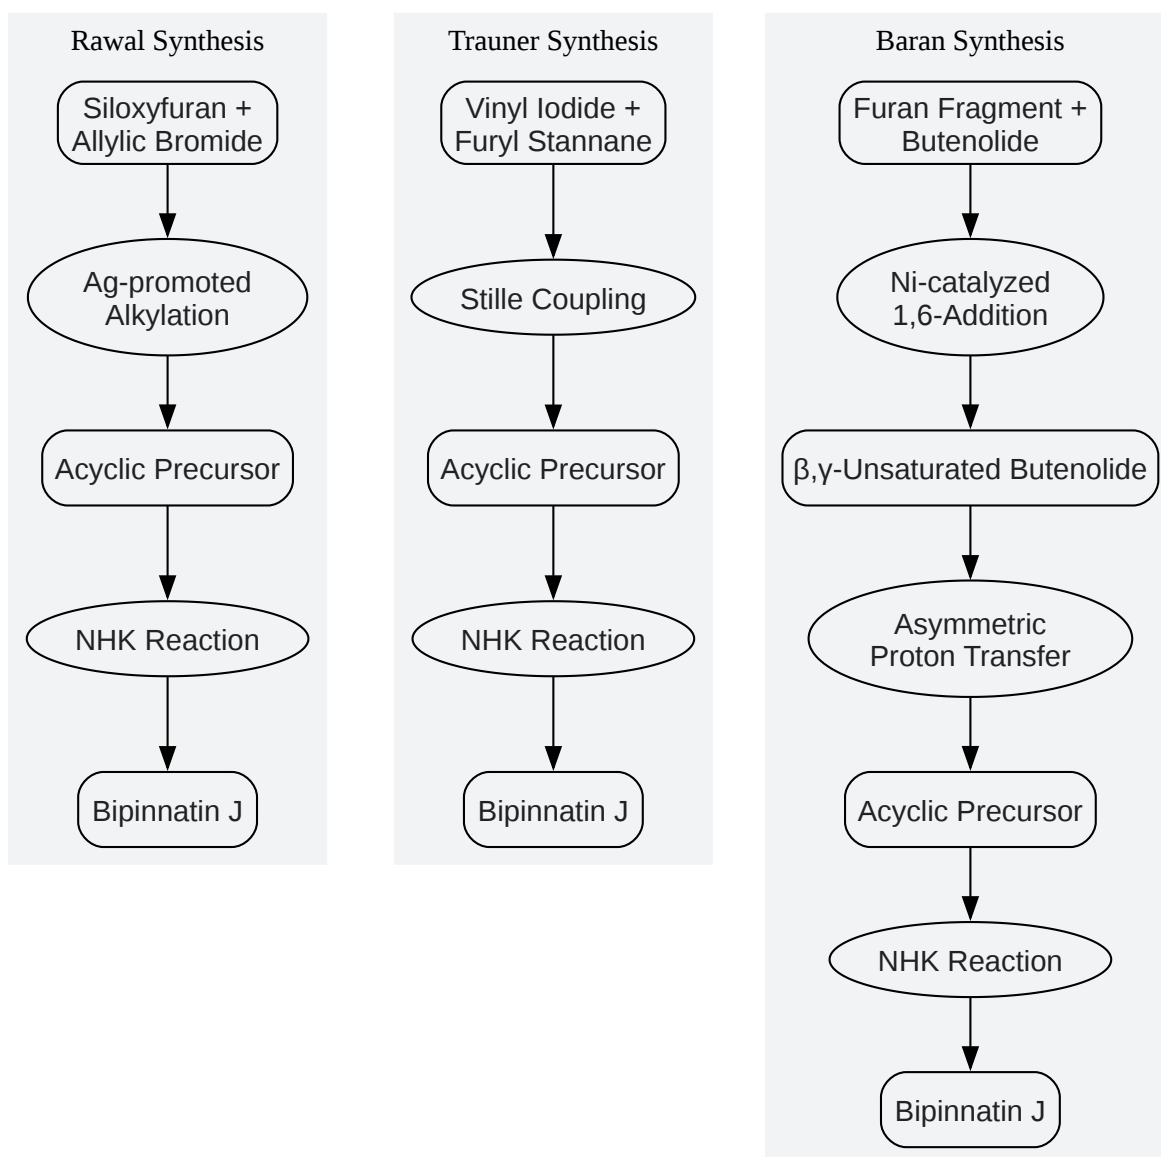 Rawal Synthesis
Siloxyfuran +
Allylic Bromide
Ag-promoted
Alkylation
Acyclic Precursor
NHK Reaction
Bipinnatin J
Trauner Synthesis
Vinyl Iodide +
Furyl Stannane
Stille Coupling
Acyclic Precursor
NHK Reaction
Bipinnatin J
Baran Synthesis
Furan Fragment +
Butenolide
Ni-catalyzed
1,6-Addition
β,γ-Unsaturated Butenolide
Asymmetric
Proton Transfer
Acyclic Precursor
NHK Reaction
Bipinnatin J